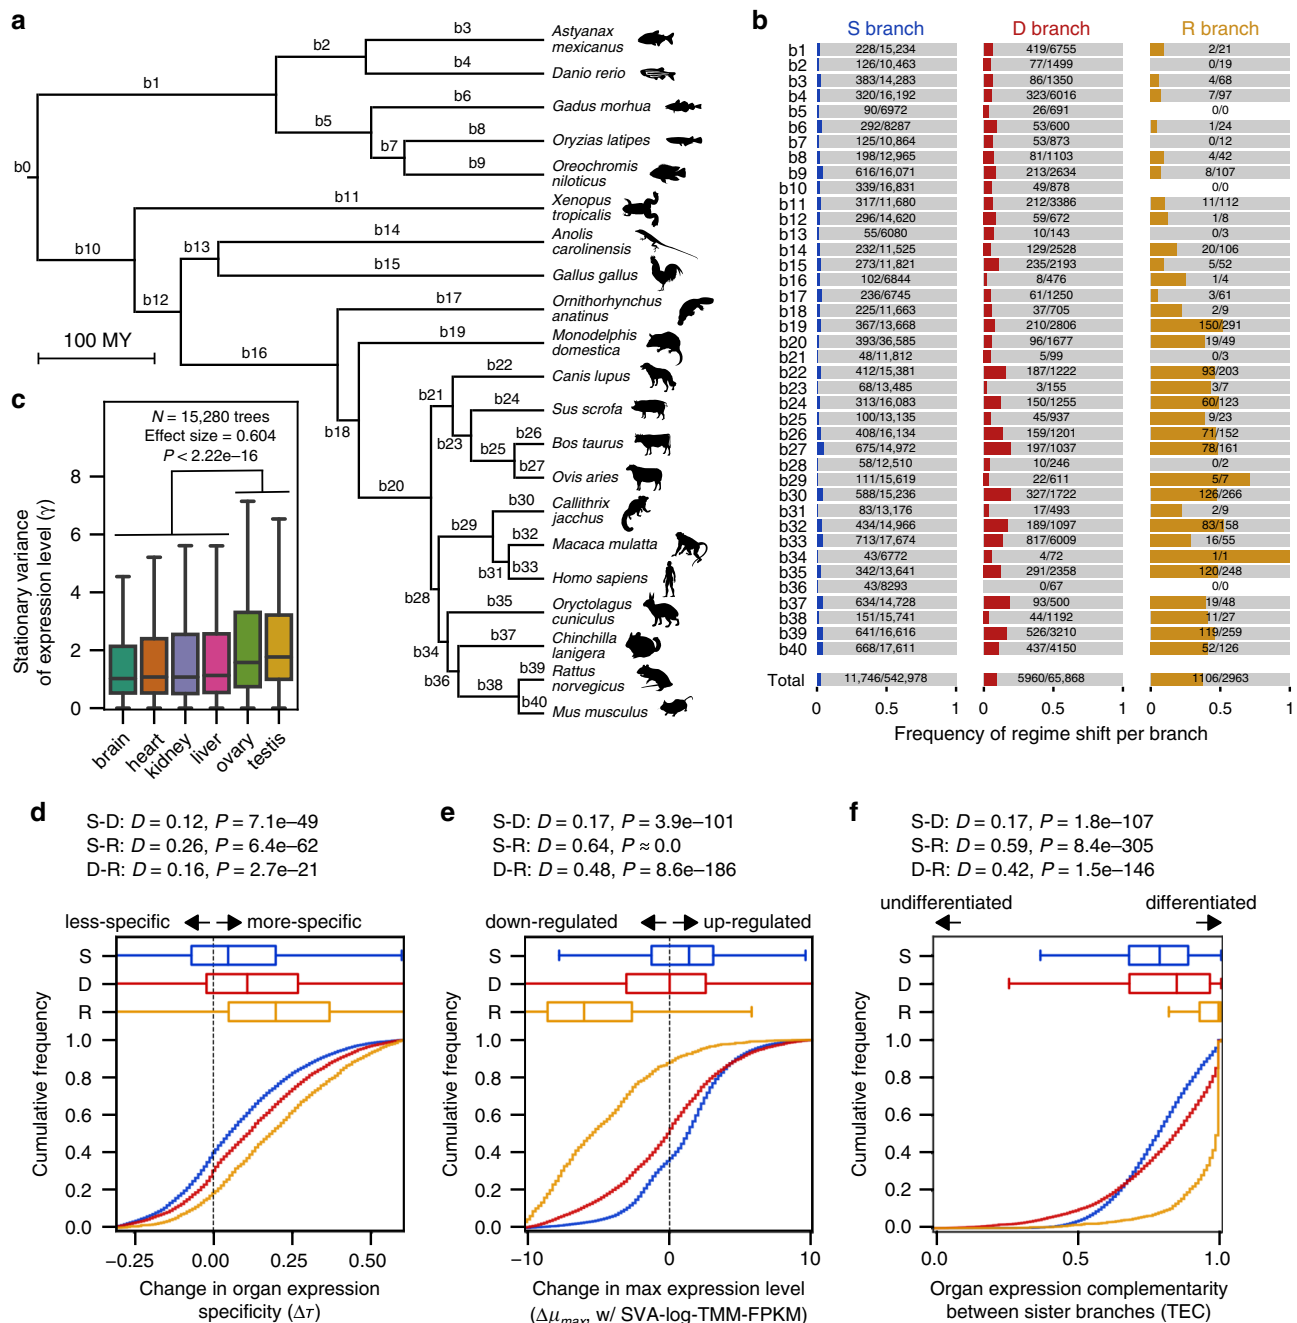 a
b3
Astyanax
mexicanus
b2
b4
Danio rerio
b1
b6
Gadus morhua
b5
b8
Oryzias latipes
b7
b9
Oreochromis
niloticus
b0
b11
Xenopus
tropicalis
b14
Anolis
carolinensis
b13
b10
b15
Gallus gallus
b12
b17
Ornithorhynchus
anatinus
b19
Monodelphis
domestica
b16
100 MY
b22
Canis lupus
b21
b24
Sus scrofa
b18
b23
b26
Bos taurus
b25
b27
Ovis aries
b20
b30
Callithrix
jacchus
b29
b32
Macaca mulatta
b31
b33
Homo sapiens
b28
b35
Oryctolagus
cuniculus
b37
Chinchilla
lanigera
b34
b39
Rattus
norvegicus
b36
b38
b40
Mus musculus
b
S branch D branch R branch
b1 228/15,234 419/6755 2/21
b2 126/10,463 77/1499 0/19
b3 383/14,283 86/1350 4/68
b4 320/16,192 323/6016 7/97
b5 90/6972 26/691 0/0
b6 292/8287 53/600 1/24
b7 125/10,864 53/873 0/12
b8 198/12,965 81/1103 4/42
b9 616/16,071 213/2634 8/107
b10 339/16,831 49/878 0/0
b11 317/11,680 212/3386 11/112
b12 296/14,620 59/672 1/8
b13 55/6080 10/143 0/3
b14 232/11,525 129/2528 20/106
b15 273/11,821 235/2193 5/52
b16 102/6844 8/476 1/4
b17 236/6745 61/1250 3/61
b18 225/11,663 37/705 2/9
b19 367/13,668 210/2806 150/291
b20 393/36,585 96/1677 19/49
b21 48/11,812 5/99 0/3
b22 412/15,381 187/1222 93/203
b23 68/13,485 3/155 3/7
b24 313/16,083 150/1255 60/123
b25 100/13,135 45/937 9/23
b26 408/16,134 159/1201 71/152
b27 675/14,972 197/1037 78/161
b28 58/12,510 10/246 0/2
b29 111/15,619 22/611 5/7
b30 588/15,236 327/1722 126/266
b31 83/13,176 17/493 2/9
b32 434/14,966 189/1097 83/158
b33 713/17,674 817/6009 16/55
b34 43/6772 4/72 1/1
b35 342/13,641 291/2358 120/248
b36 43/8293 0/67 0/0
b37 634/14,728 93/500 19/48
b38 151/15,741 44/1192 11/27
b39 641/16,616 526/3210 119/259
b40 668/17,611 437/4150 52/126
Total 11,746/542,978 5960/65,868 1106/2963
0 0.5 1 0 0.5 1 0 0.5 1
Frequency of regime shift per branch
c
N = 15,280 trees
Effect size = 0.604
P < 2.22e−16
Stationary variance
of expression level (γ)
8
6
4
2
0
brain
heart
kidney
liver
ovary
testis
d
S-D: D = 0.12, P = 7.1e−49
S-R: D = 0.26, P = 6.4e−62
D-R: D = 0.16, P = 2.7e−21
less-specific more-specific
S
D
R
Cumulative frequency
1.0
0.8
0.6
0.4
0.2
0.0
−0.25 0.00 0.25 0.50
Change in organ expression
specificity (Δτ)
e
S-D: D = 0.17, P = 3.9e−101
S-R: D = 0.64, P ≈ 0.0
D-R: D = 0.48, P = 8.6e−186
down-regulated up-regulated
S
D
R
Cumulative frequency
1.0
0.8
0.6
0.4
0.2
0.0
−10 0 10
Change in max expression level
(Δμmax, w/ SVA-log-TMM-FPKM)
f
S-D: D = 0.17, P = 1.8e−107
S-R: D = 0.59, P = 8.4e−305
D-R: D = 0.42, P = 1.5e−146
undifferentiated differentiated
S
D
R
Cumulative frequency
1.0
0.8
0.6
0.4
0.2
0.0
0.0 0.5 1.0
Organ expression complementarity
between sister branches (TEC)